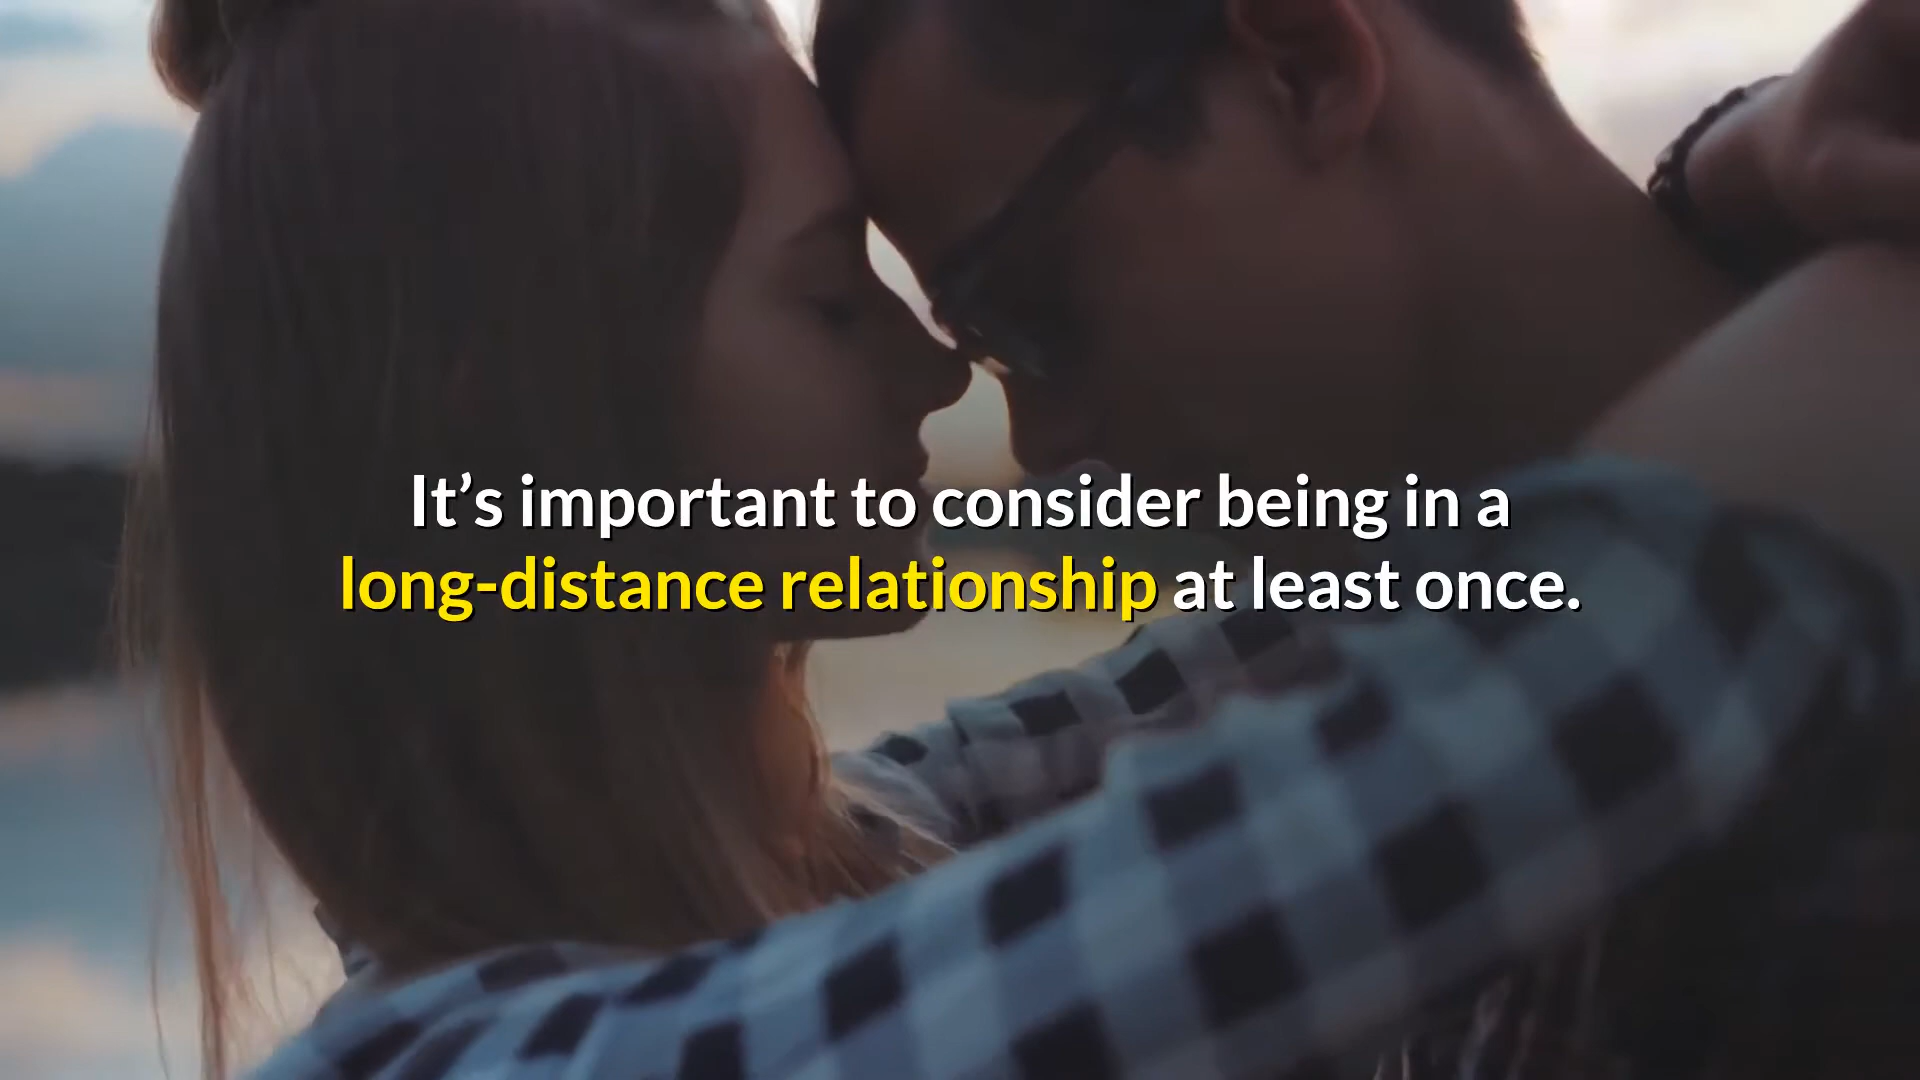 It’s important to consider being in a
long-distance relationship at least once.